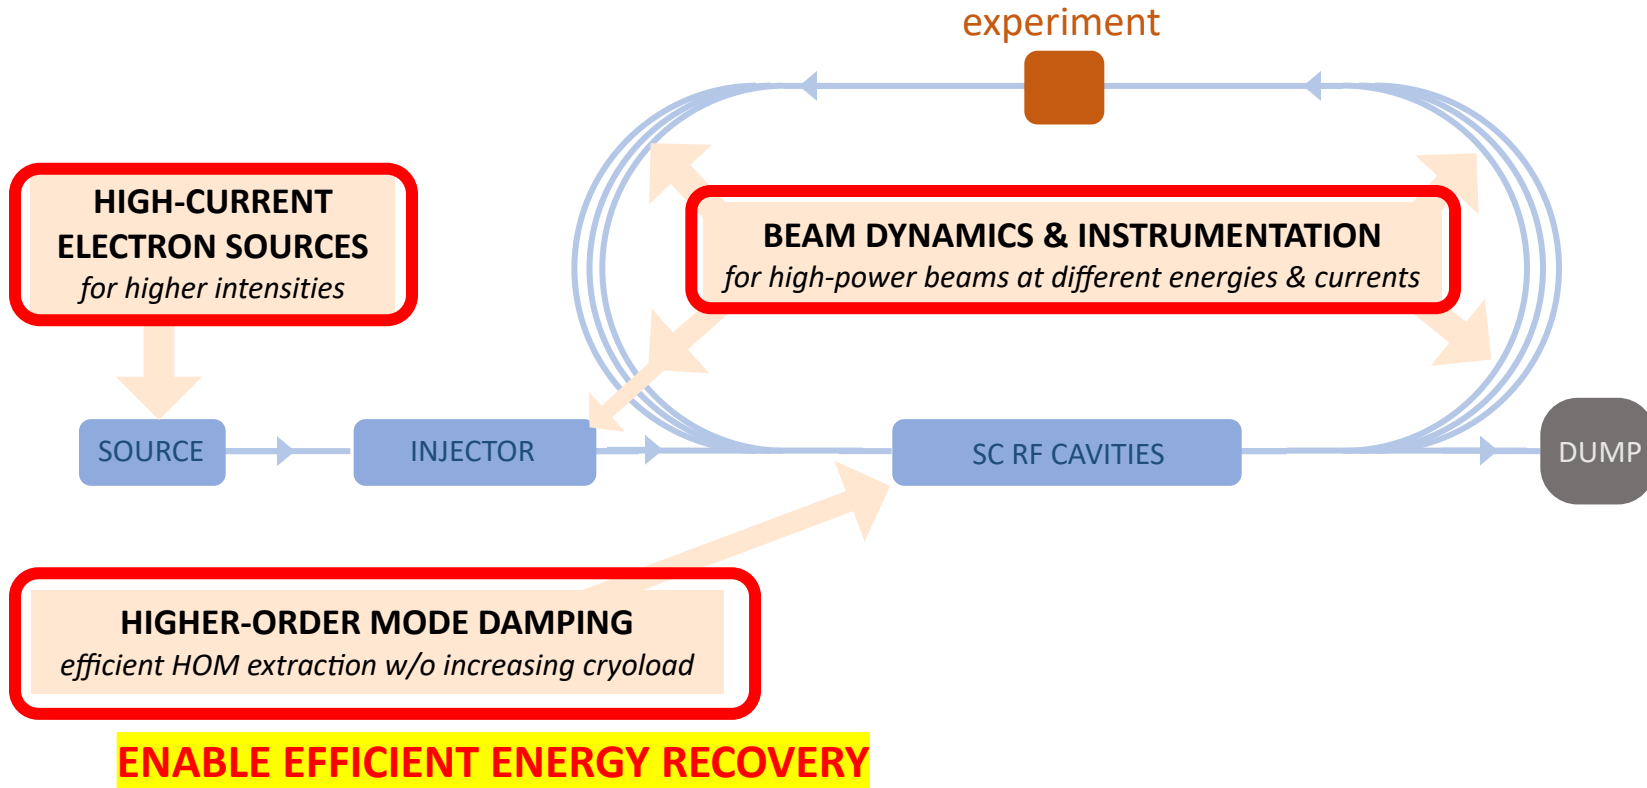 experiment
HIGH-CURRENT
ELECTRON SOURCES
for higher intensities
BEAM DYNAMICS & INSTRUMENTATION
for high-power beams at different energies & currents
SOURCE
INJECTOR
SC RF CAVITIES
DUMP
HIGHER-ORDER MODE DAMPING
efficient HOM extraction w/o increasing cryoload
ENABLE EFFICIENT ENERGY RECOVERY